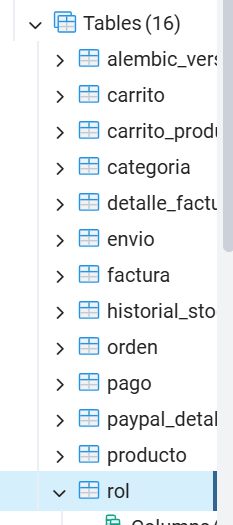 Tables (16)
alembic_vers
carrito
carrito_produ
categoria
detalle_factu
envio
factura
historial_sto
orden
pago
paypal_detal
producto
rol